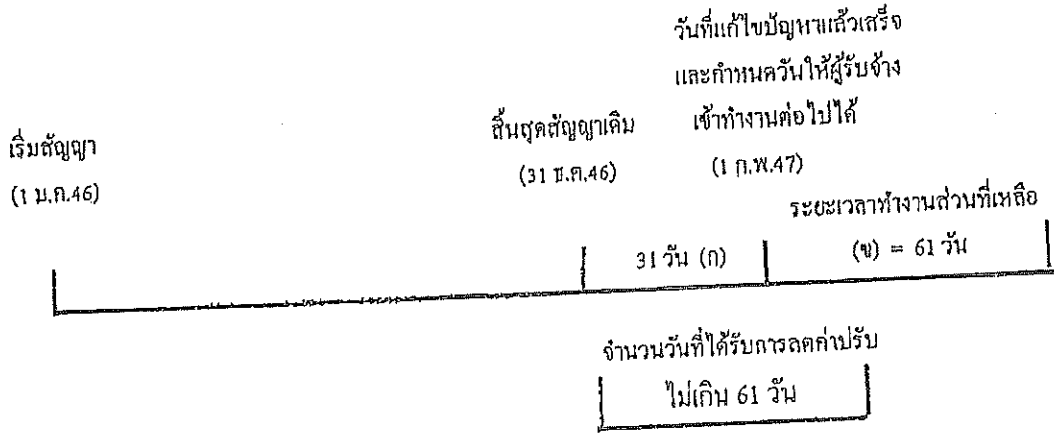 เริ่มสัญญา
(1 ม.ค.46)
สิ้นสุดสัญญาเดิม
(31 ธ.ค.46)
วันที่แก้ไขปัญหาแล้วเสร็จ
และกำหนดวันให้ผู้รับจ้าง
เข้าทำงานต่อไปได้
(1 ก.พ.47)
ระยะเวลาทำงานส่วนที่เหลือ
31 วัน (ก)
(ข) = 61 วัน
จำนวนวันที่ได้รับการลดค่าปรับ
ไม่เกิน 61 วัน